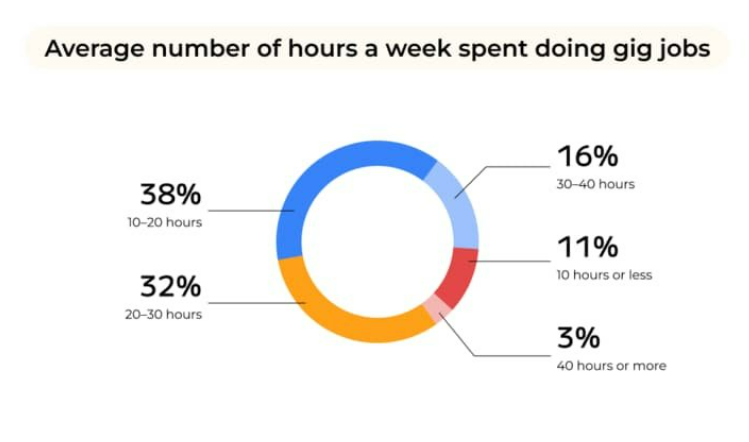 Average number of hours a week spent doing gig jobs
38%
10–20 hours
32%
20–30 hours
16%
30–40 hours
11%
10 hours or less
3%
40 hours or more